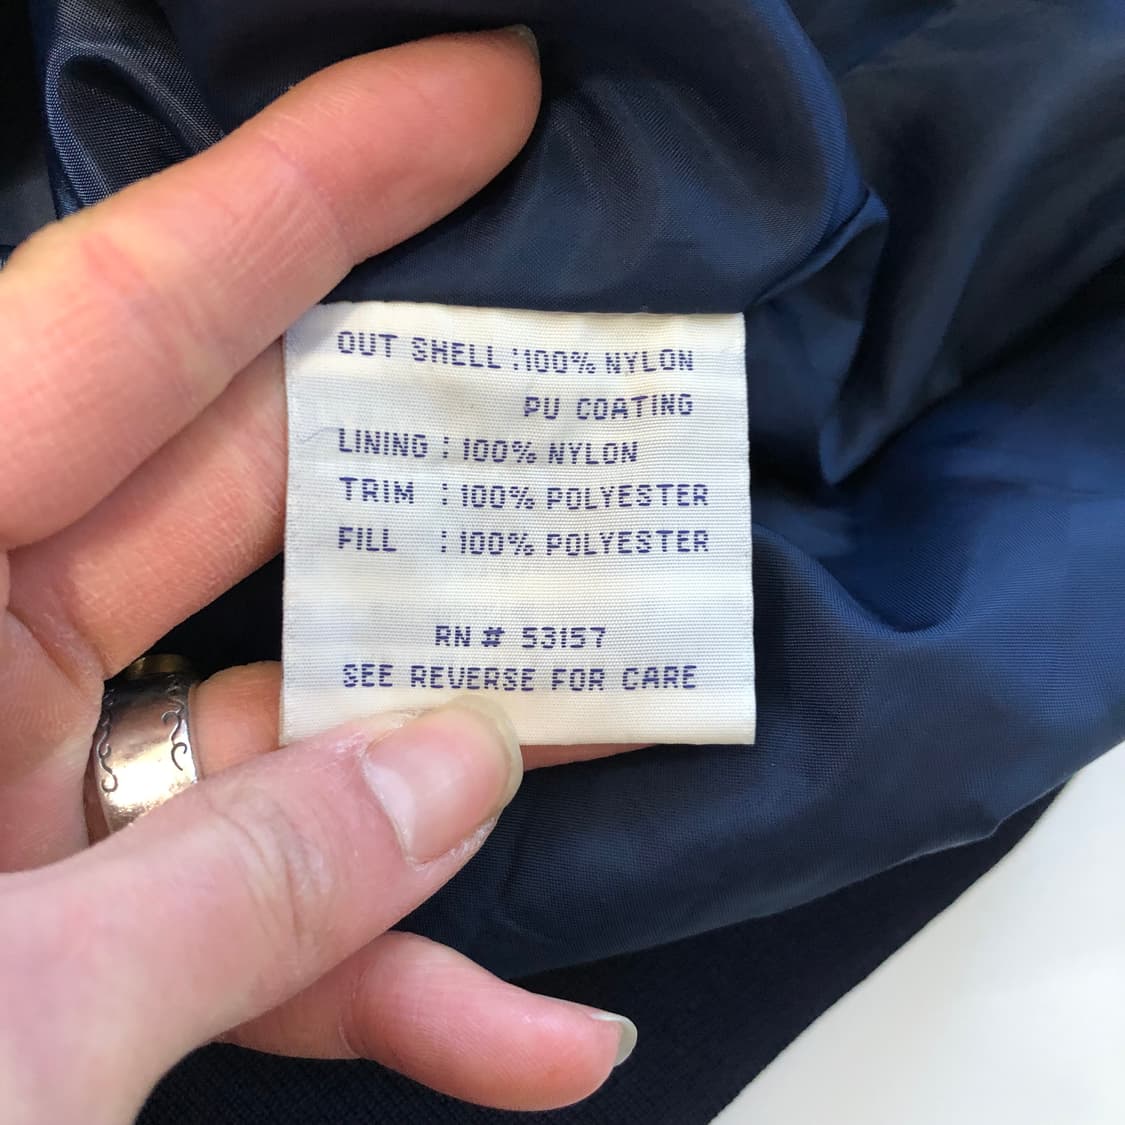 OUT SHELL : 100% NYLON
PU COATING
LINING : 100% NYLON
TRIM : 100% POLYESTER
FILL : 100% POLYESTER
RN # 53157
SEE REVERSE FOR CARE